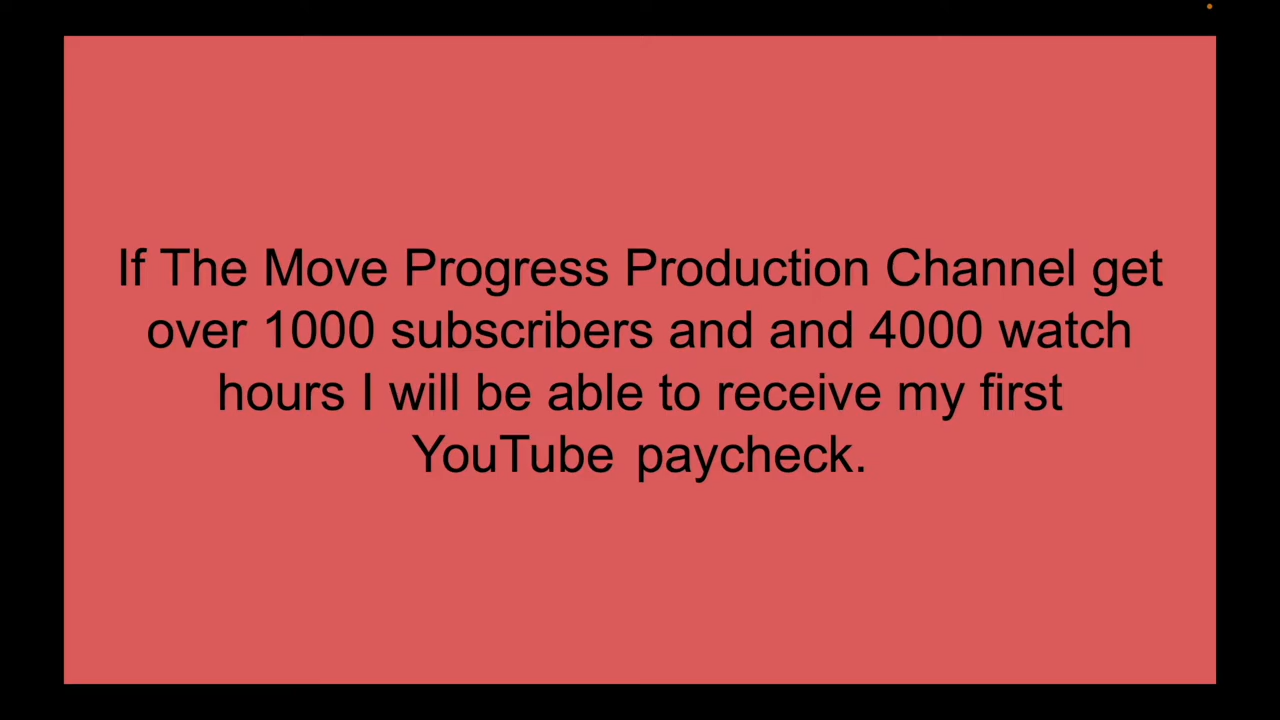 If The Move Progress Production Channel get
over 1000 subscribers and and 4000 watch
hours I will be able to receive my first
YouTube paycheck.